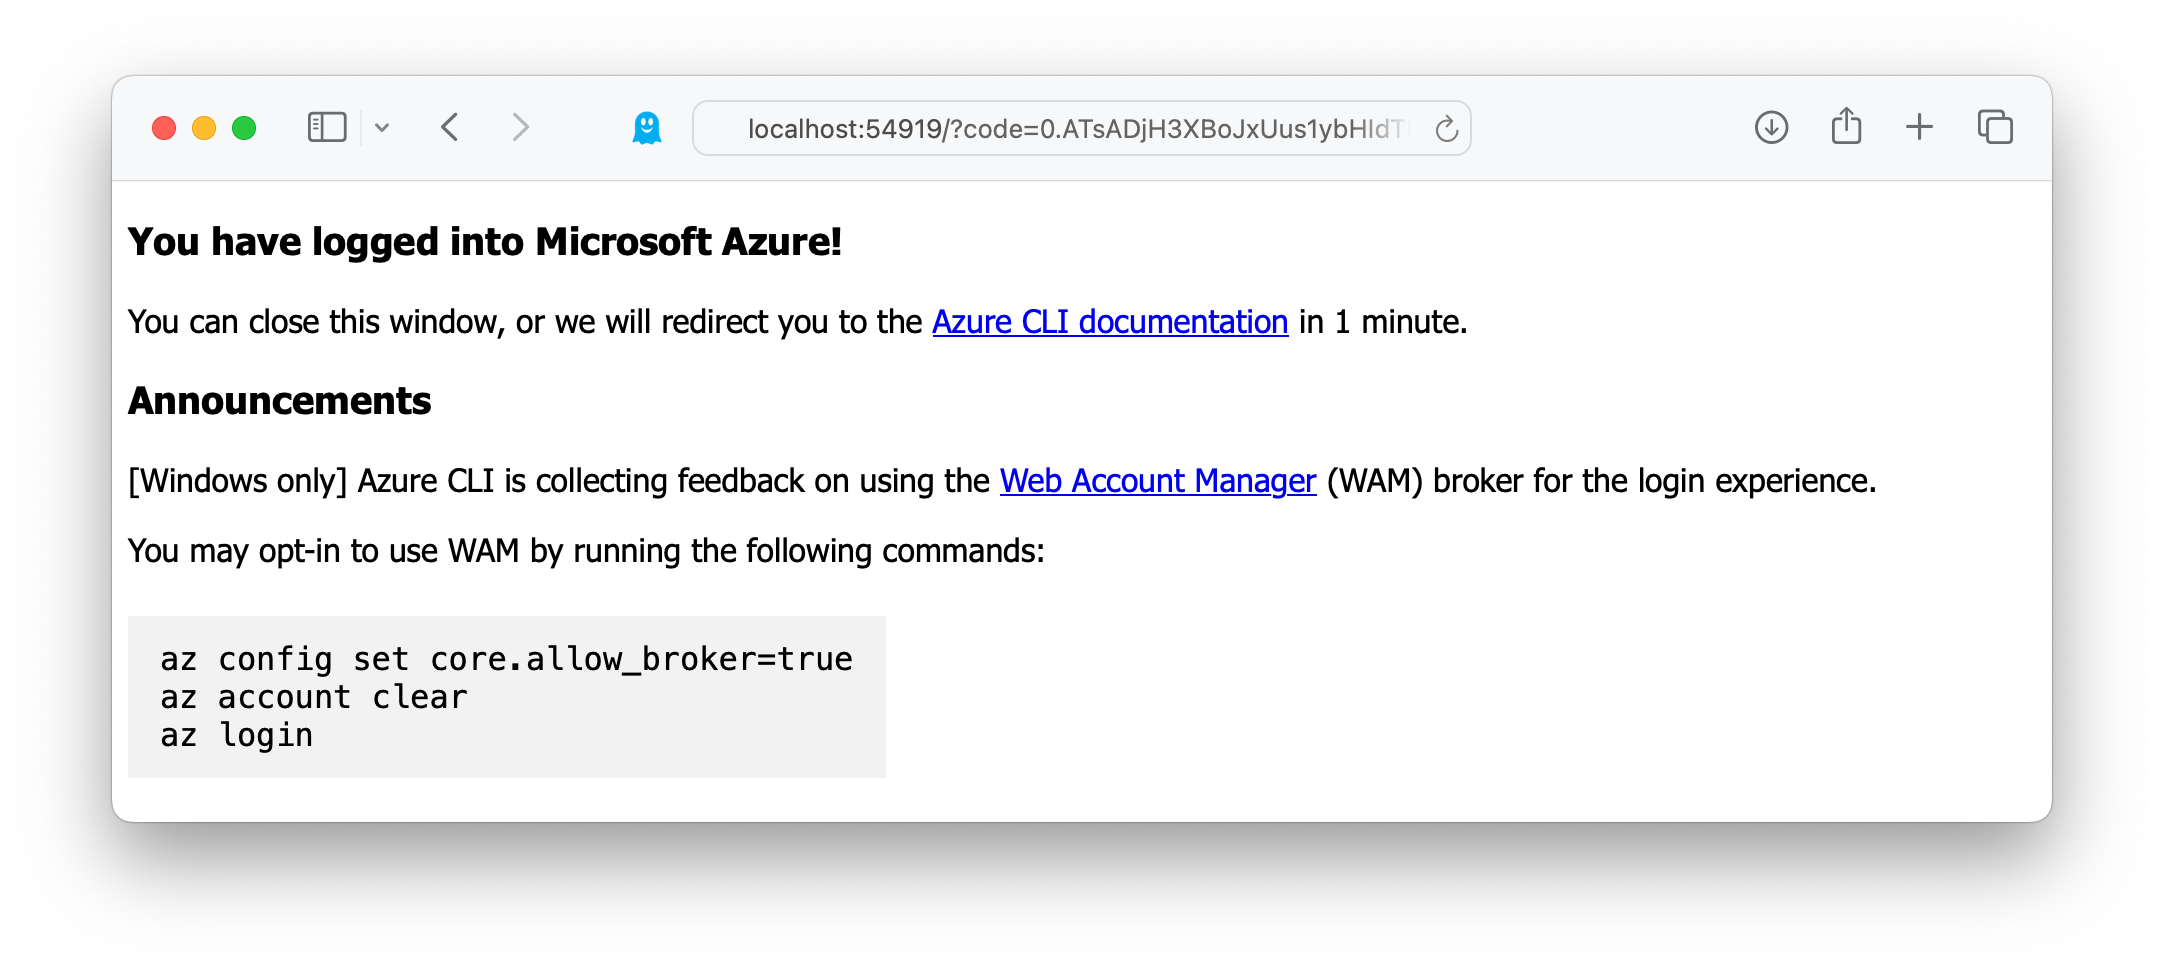 localhost:54919/?code=0.ATsADjH3XBoJxUus1ybHIdT
You have logged into Microsoft Azure!
You can close this window, or we will redirect you to the Azure CLI documentation in 1 minute.
Announcements
[Windows only] Azure CLI is collecting feedback on using the Web Account Manager (WAM) broker for the login experience.
You may opt-in to use WAM by running the following commands:
az config set core.allow_broker=true
az account clear
az login